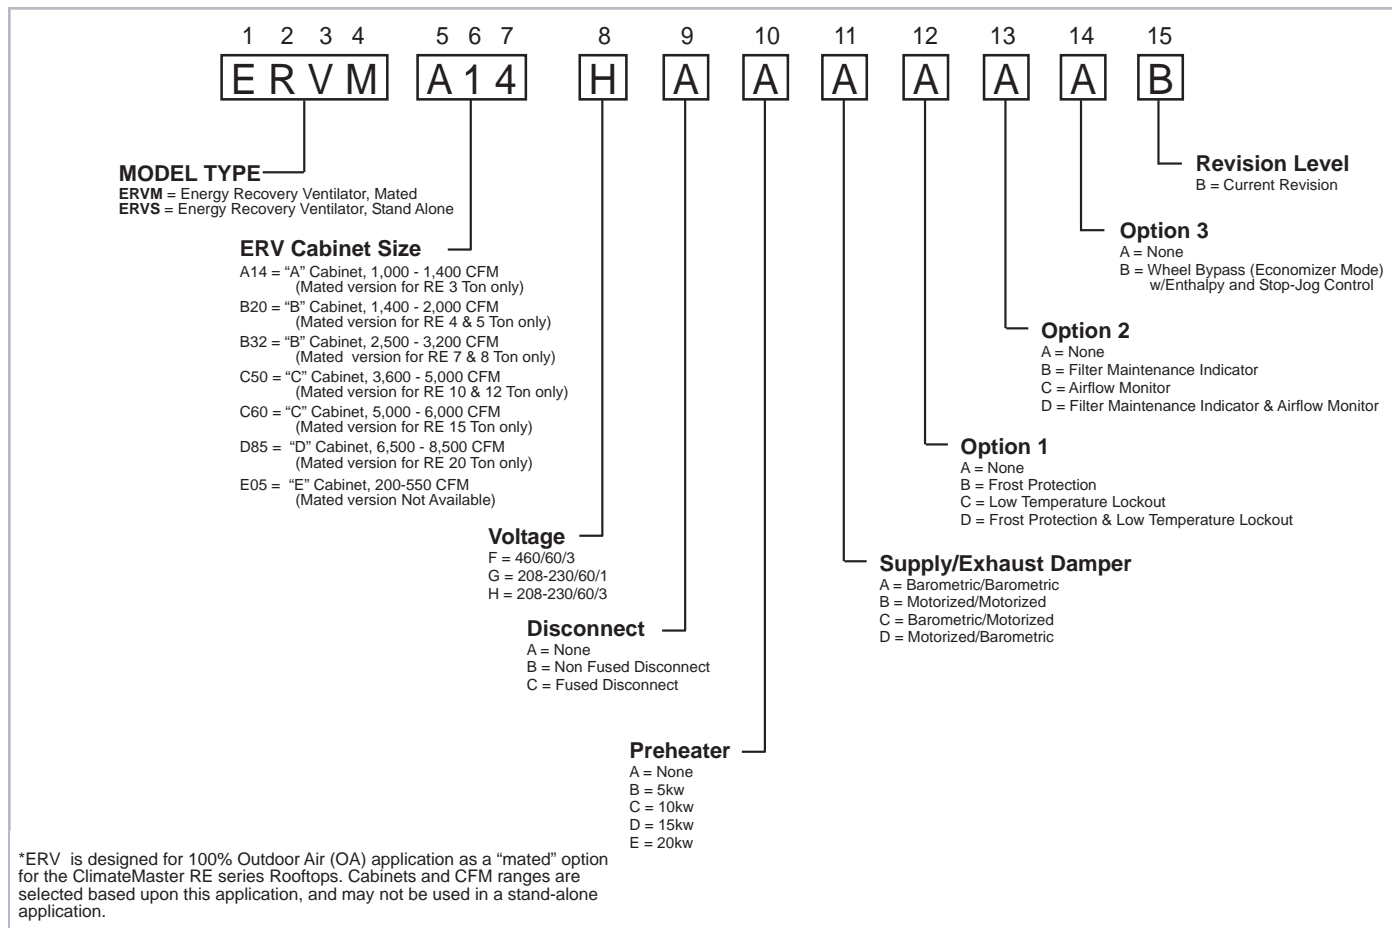 1 2 3 4 5 6 7 8 9 10 11 12 13 14 15
E R V M A 1 4 H A A A A A A B
MODEL TYPE
ERVM = Energy Recovery Ventilator, Mated
ERVS = Energy Recovery Ventilator, Stand Alone
Revision Level
B = Current Revision
ERV Cabinet Size
A14 = “A” Cabinet, 1,000 - 1,400 CFM
(Mated version for RE 3 Ton only)
B20 = “B” Cabinet, 1,400 - 2,000 CFM
(Mated version for RE 4 & 5 Ton only)
B32 = “B” Cabinet, 2,500 - 3,200 CFM
(Mated version for RE 7 & 8 Ton only)
C50 = “C” Cabinet, 3,600 - 5,000 CFM
(Mated version for RE 10 & 12 Ton only)
C60 = “C” Cabinet, 5,000 - 6,000 CFM
(Mated version for RE 15 Ton only)
D85 = “D” Cabinet, 6,500 - 8,500 CFM
(Mated version for RE 20 Ton only)
E05 = “E” Cabinet, 200-550 CFM
(Mated version Not Available)
Option 3
A = None
B = Wheel Bypass (Economizer Mode)
w/Enthalpy and Stop-Jog Control
Option 2
A = None
B = Filter Maintenance Indicator
C = Airflow Monitor
D = Filter Maintenance Indicator & Airflow Monitor
Option 1
A = None
B = Frost Protection
C = Low Temperature Lockout
D = Frost Protection & Low Temperature Lockout
Voltage
F = 460/60/3
G = 208-230/60/1
H = 208-230/60/3
Supply/Exhaust Damper
A = Barometric/Barometric
B = Motorized/Motorized
C = Barometric/Motorized
D = Motorized/Barometric
Disconnect
A = None
B = Non Fused Disconnect
C = Fused Disconnect
Preheater
A = None
B = 5kw
C = 10kw
D = 15kw
E = 20kw
*ERV is designed for 100% Outdoor Air (OA) application as a “mated” option
for the ClimateMaster RE series Rooftops. Cabinets and CFM ranges are
selected based upon this application, and may not be used in a stand-alone
application.